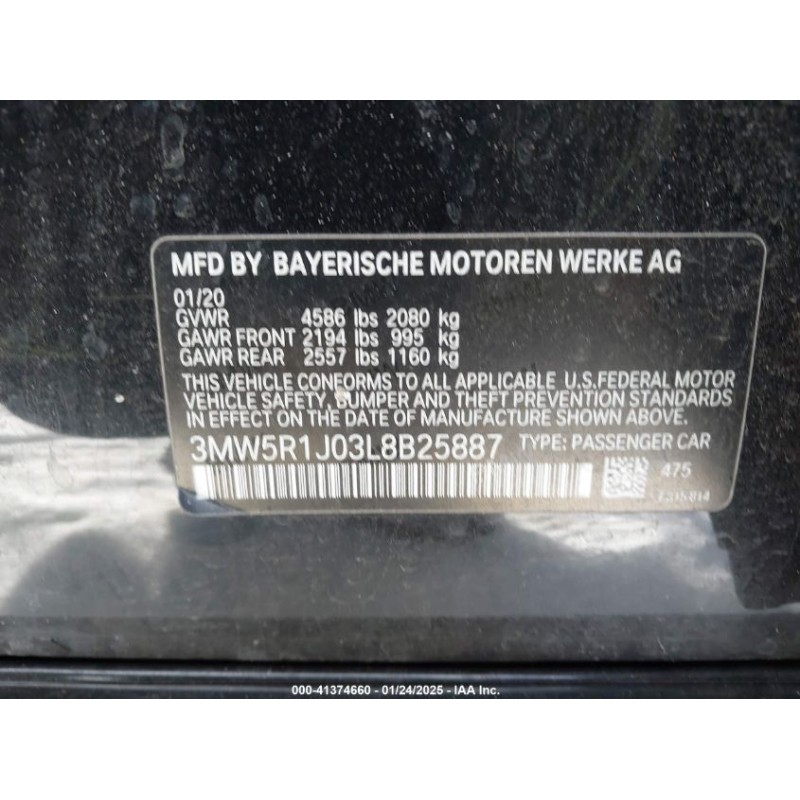 MFD BY BAYERISCHE MOTOREN WERKE AG
01/20
GVWR 4586 lbs 2080 kg
GAWR FRONT 2194 lbs 995 kg
GAWR REAR 2557 lbs 1160 kg
THIS VEHICLE CONFORMS TO ALL APPLICABLE U.S.FEDERAL MOTOR
VEHICLE SAFETY, BUMPER AND THEFT PREVENTION STANDARDS
IN EFFECT ON THE DATE OF MANUFACTURE SHOWN ABOVE.
3MW5R1J03L8B25887 TYPE: PASSENGER CAR
475
000-41374660 - 01/24/2025 - IAA Inc.